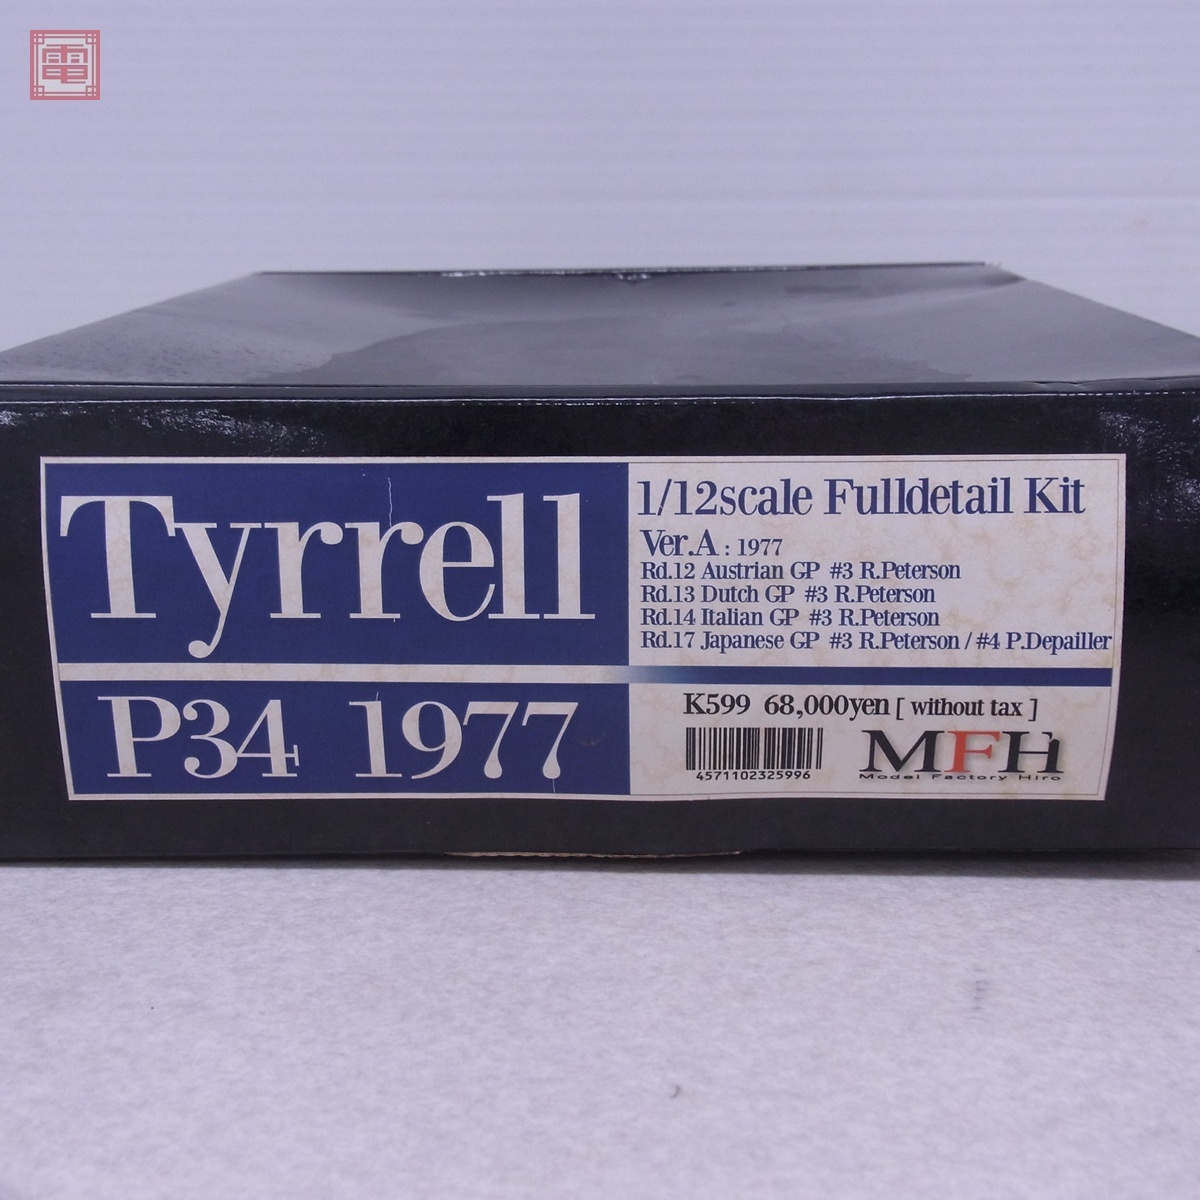 電
Tyrrell
P34 1977
1/12scale Fulldetail Kit
Ver.A : 1977
Rd.12 Austrian GP #3 R.Peterson
Rd.13 Dutch GP #3 R.Peterson
Rd.14 Italian GP #3 R.Peterson
Rd.17 Japanese GP #3 R.Peterson / #4 P.Depailler
K599 68,000yen [ without tax ]
4571102325996
MFH
Model Factory Hiro